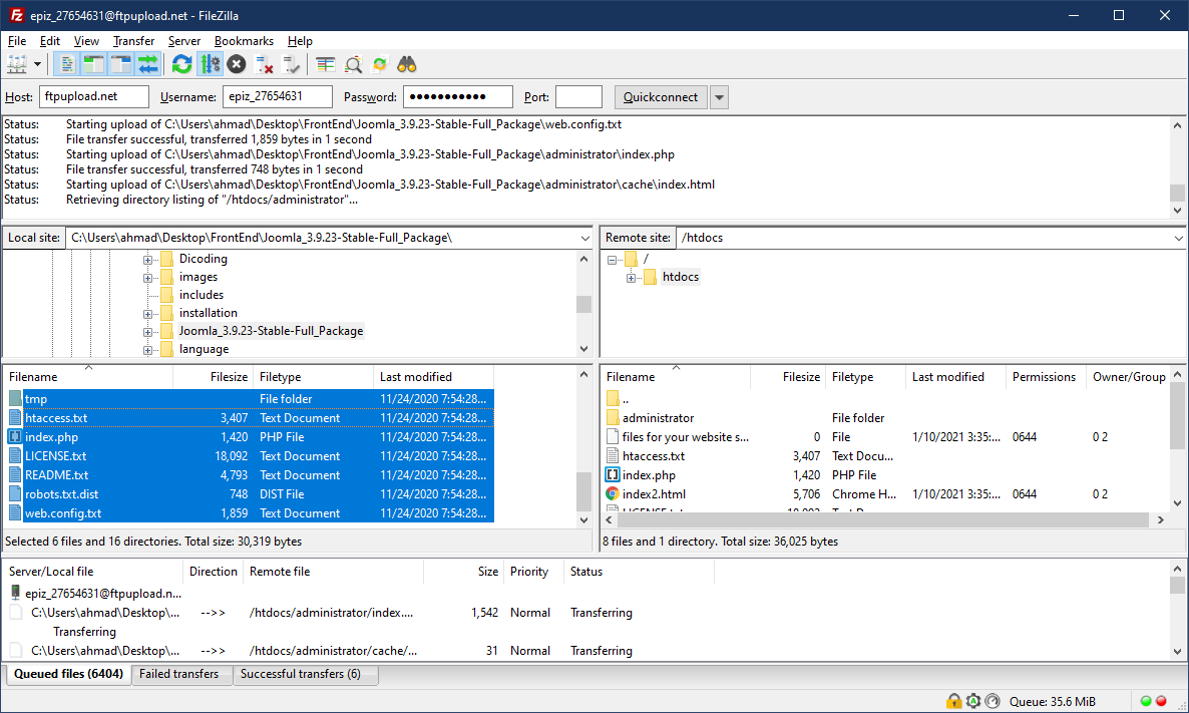 epiz_27654631@ftpupload.net - FileZilla
File Edit View Transfer Server Bookmarks Help
Host: ftpupload.net Username: epiz_27654631 Password: ●●●●●●●●●●● Port: Quickconnect
Status: Starting upload of C:\Users\ahmad\Desktop\FrontEnd\Joomla_3.9.23-Stable-Full_Package\web.config.txt
Status: File transfer successful, transferred 1,859 bytes in 1 second
Status: Starting upload of C:\Users\ahmad\Desktop\FrontEnd\Joomla_3.9.23-Stable-Full_Package\administrator\index.php
Status: File transfer successful, transferred 748 bytes in 1 second
Status: Starting upload of C:\Users\ahmad\Desktop\FrontEnd\Joomla_3.9.23-Stable-Full_Package\administrator\cache\index.html
Status: Retrieving directory listing of "/htdocs/administrator"...
Local site: C:\Users\ahmad\Desktop\FrontEnd\Joomla_3.9.23-Stable-Full_Package\
Dicoding
images
includes
installation
Joomla_3.9.23-Stable-Full_Package
language
Remote site: /htdocs
/
htdocs
Filename Filesize Filetype Last modified
tmp File folder 11/24/2020 7:54:28...
htaccess.txt 3,407 Text Document 11/24/2020 7:54:28...
index.php 1,420 PHP File 11/24/2020 7:54:28...
LICENSE.txt 18,092 Text Document 11/24/2020 7:54:28...
README.txt 4,793 Text Document 11/24/2020 7:54:28...
robots.txt.dist 748 DIST File 11/24/2020 7:54:28...
web.config.txt 1,859 Text Document 11/24/2020 7:54:28...
Selected 6 files and 16 directories. Total size: 30,319 bytes
Filename Filesize Filetype Last modified Permissions Owner/Group
..
administrator File folder
files for your website s... 0 File 1/10/2021 3:35:... 0644 0 2
htaccess.txt 3,407 Text Docu...
index.php 1,420 PHP File
index2.html 5,706 Chrome H... 1/10/2021 3:35:... 0644 0 2
LICENSE.txt 18,092 Text Docu...
8 files and 1 directory. Total size: 36,025 bytes
Server/Local file Direction Remote file Size Priority Status
epiz_27654631@ftpupload.n...
C:\Users\ahmad\Desktop\... -->> /htdocs/administrator/index.... 1,542 Normal Transferring
Transferring
C:\Users\ahmad\Desktop\... -->> /htdocs/administrator/cache/... 31 Normal Transferring
Queued files (6404) Failed transfers Successful transfers (6)
Queue: 35.6 MiB